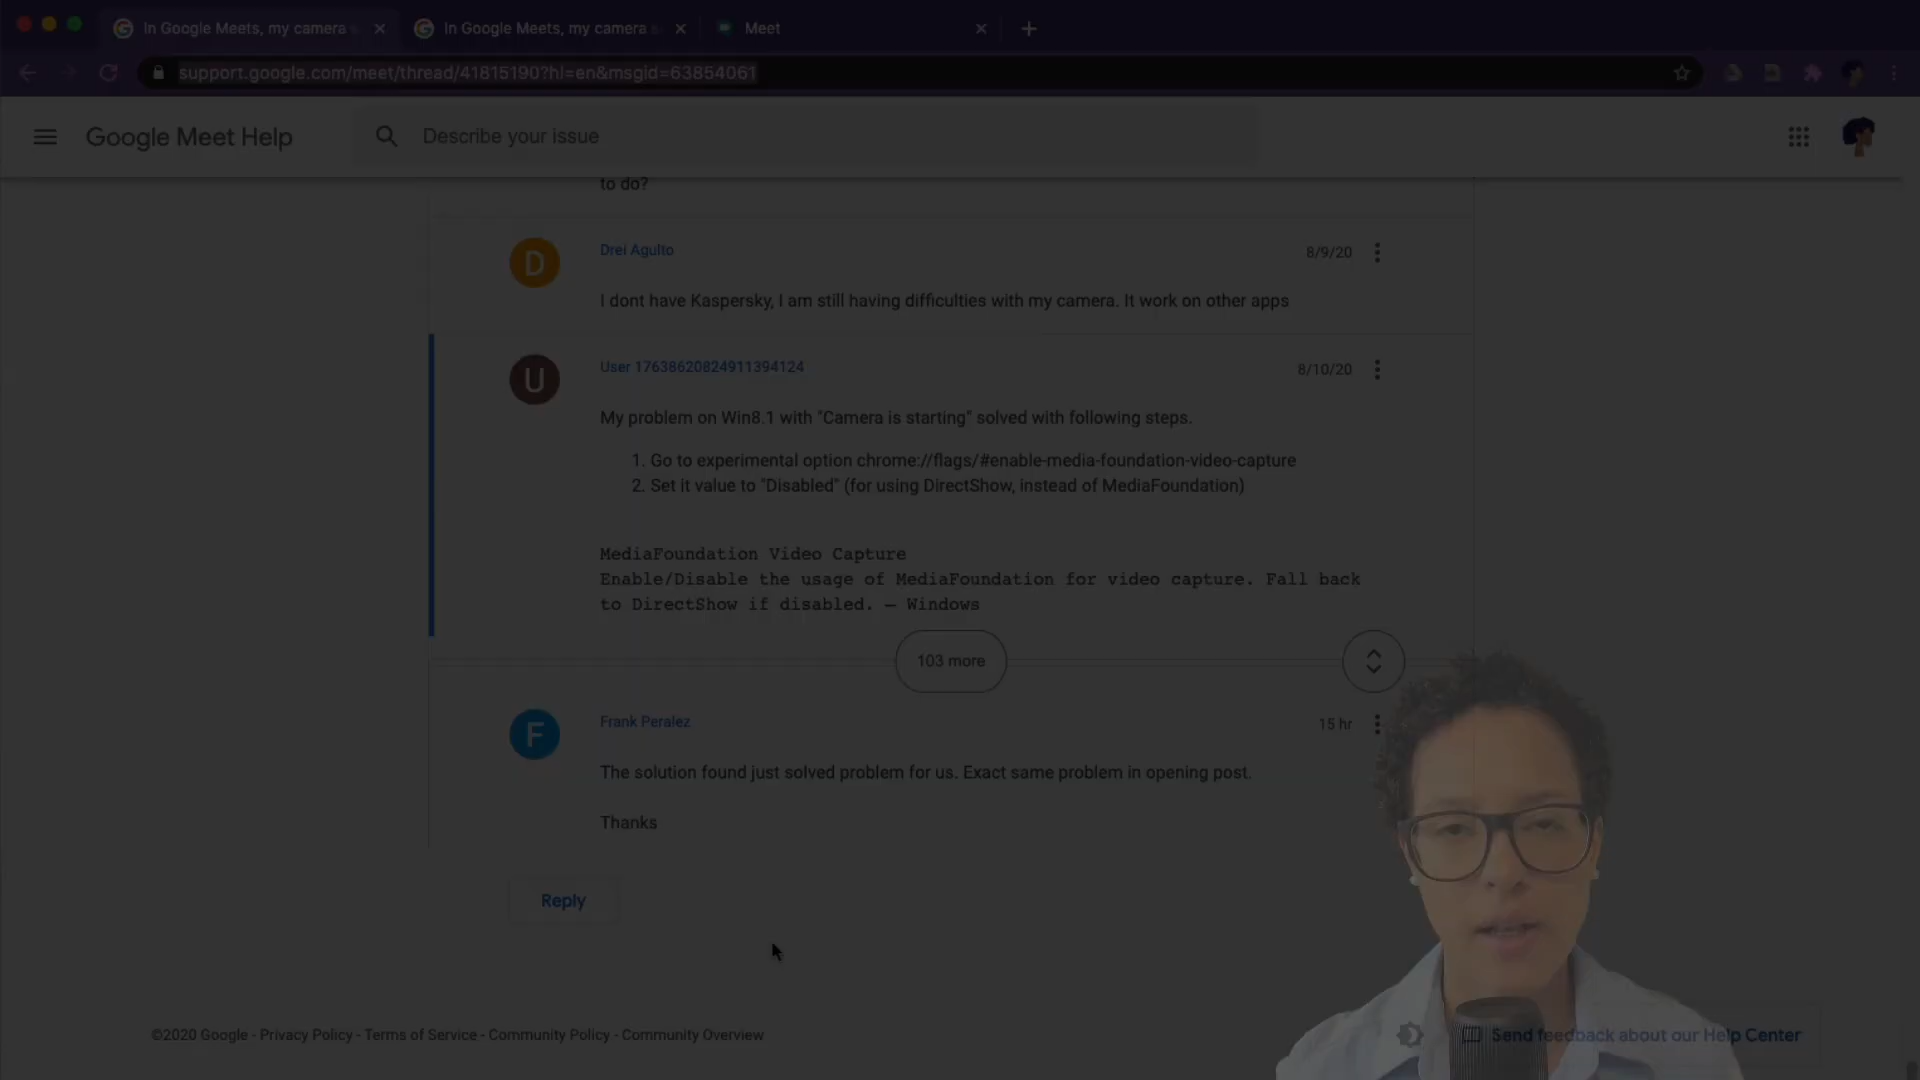 In Google Meets, my camera
In Google Meets, my camera
Meet
support.google.com/meet/thread/41815190?hl=en&msgid=63854061
Google Meet Help
Describe your issue
to do?
D
Drei Agulto
8/9/20
I dont have Kaspersky, I am still having difficulties with my camera. It work on other apps
U
User 17638620824911394124
8/10/20
My problem on Win8.1 with "Camera is starting" solved with following steps.
1. Go to experimental option chrome://flags/#enable-media-foundation-video-capture
2. Set it value to "Disabled" (for using DirectShow, instead of MediaFoundation)
MediaFoundation Video Capture
Enable/Disable the usage of MediaFoundation for video capture. Fall back
to DirectShow if disabled. – Windows
103 more
F
Frank Peralez
15 hr
The solution found just solved problem for us. Exact same problem in opening post.
Thanks
Reply
©2020 Google - Privacy Policy - Terms of Service - Community Policy - Community Overview
Send feedback about our Help Center